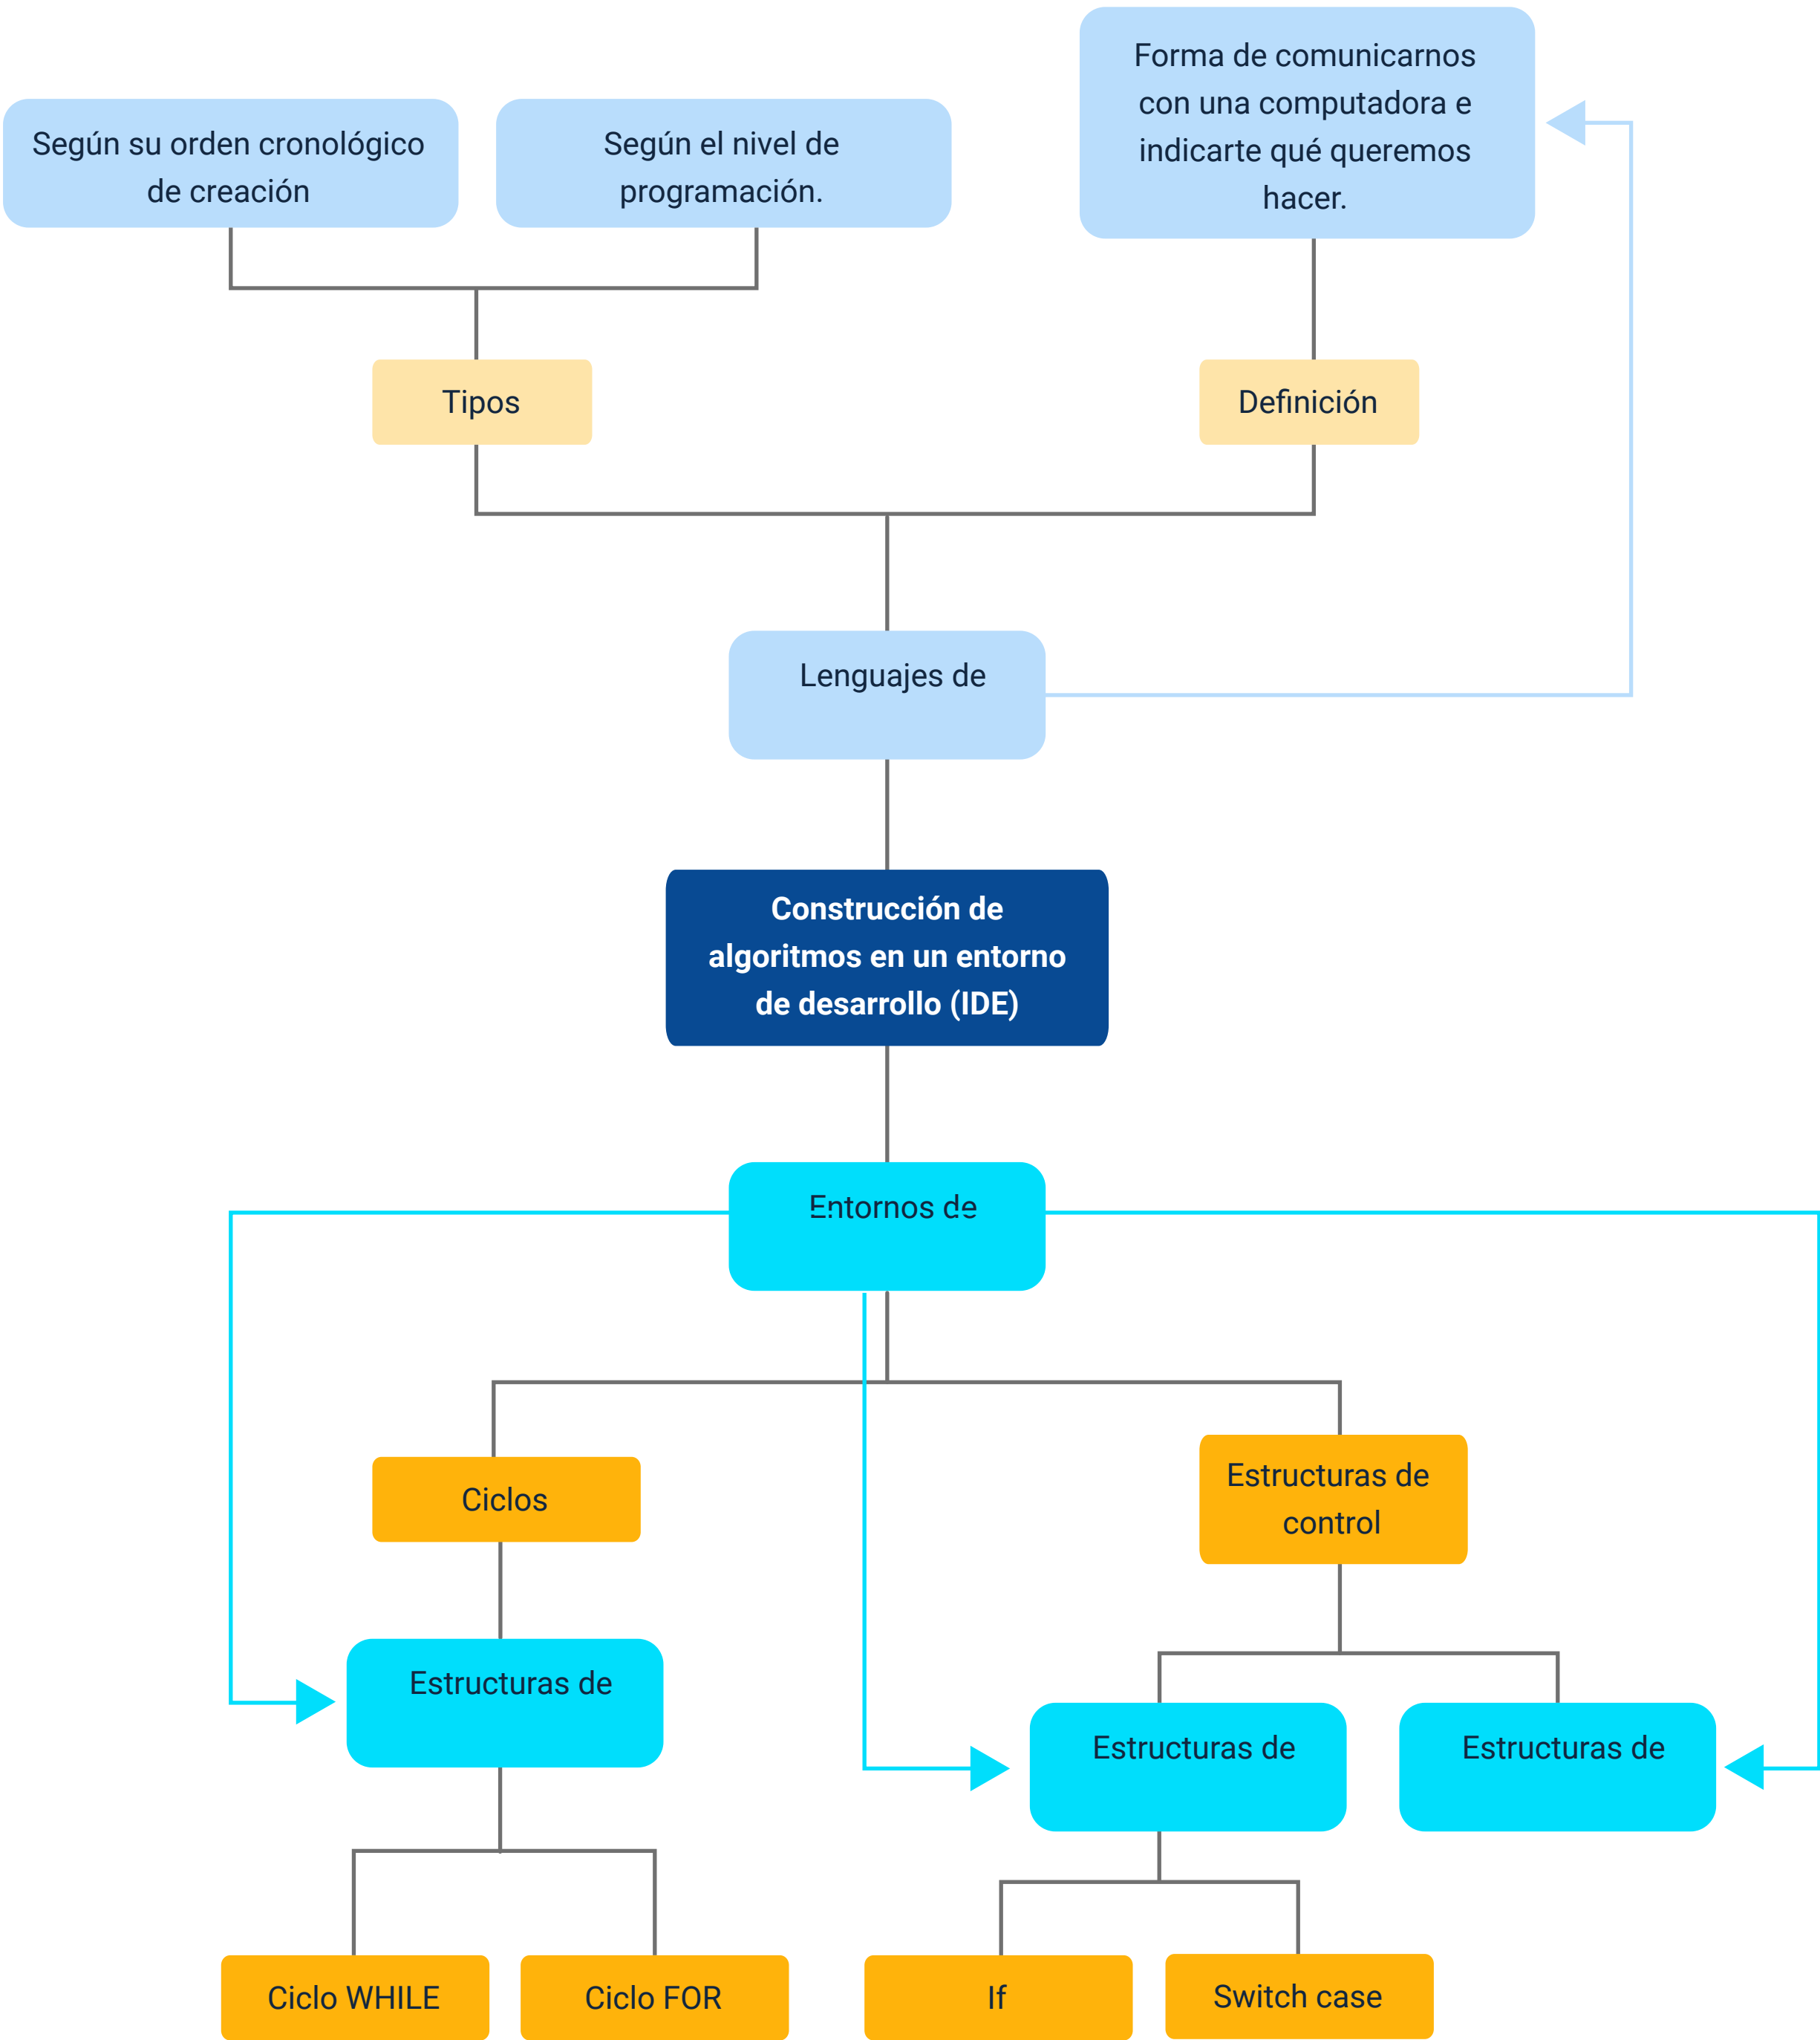 Forma de comunicarnos
con una computadora e
indicarte qué queremos
hacer.
Según su orden cronológico
de creación
Según el nivel de
programación.
Tipos
Definición
Lenguajes de
Construcción de
algoritmos en un entorno
de desarrollo (IDE)
Entornos de
Ciclos
Estructuras de
control
Estructuras de
Estructuras de
Estructuras de
Ciclo WHILE
Ciclo FOR
If
Switch case